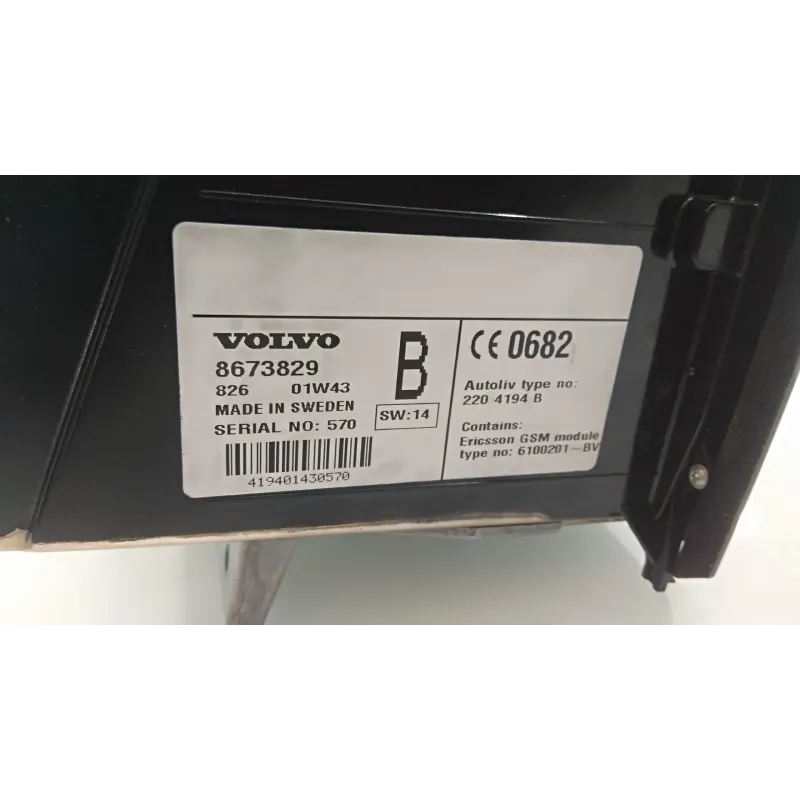 VOLVO
8673829
826 01W43
MADE IN SWEDEN
SERIAL NO: 570
419401430570
B
SW:14
CE 0682
Autoliv type no:
220 4194 B
Contains:
Ericsson GSM module
type no: 6100201-BV